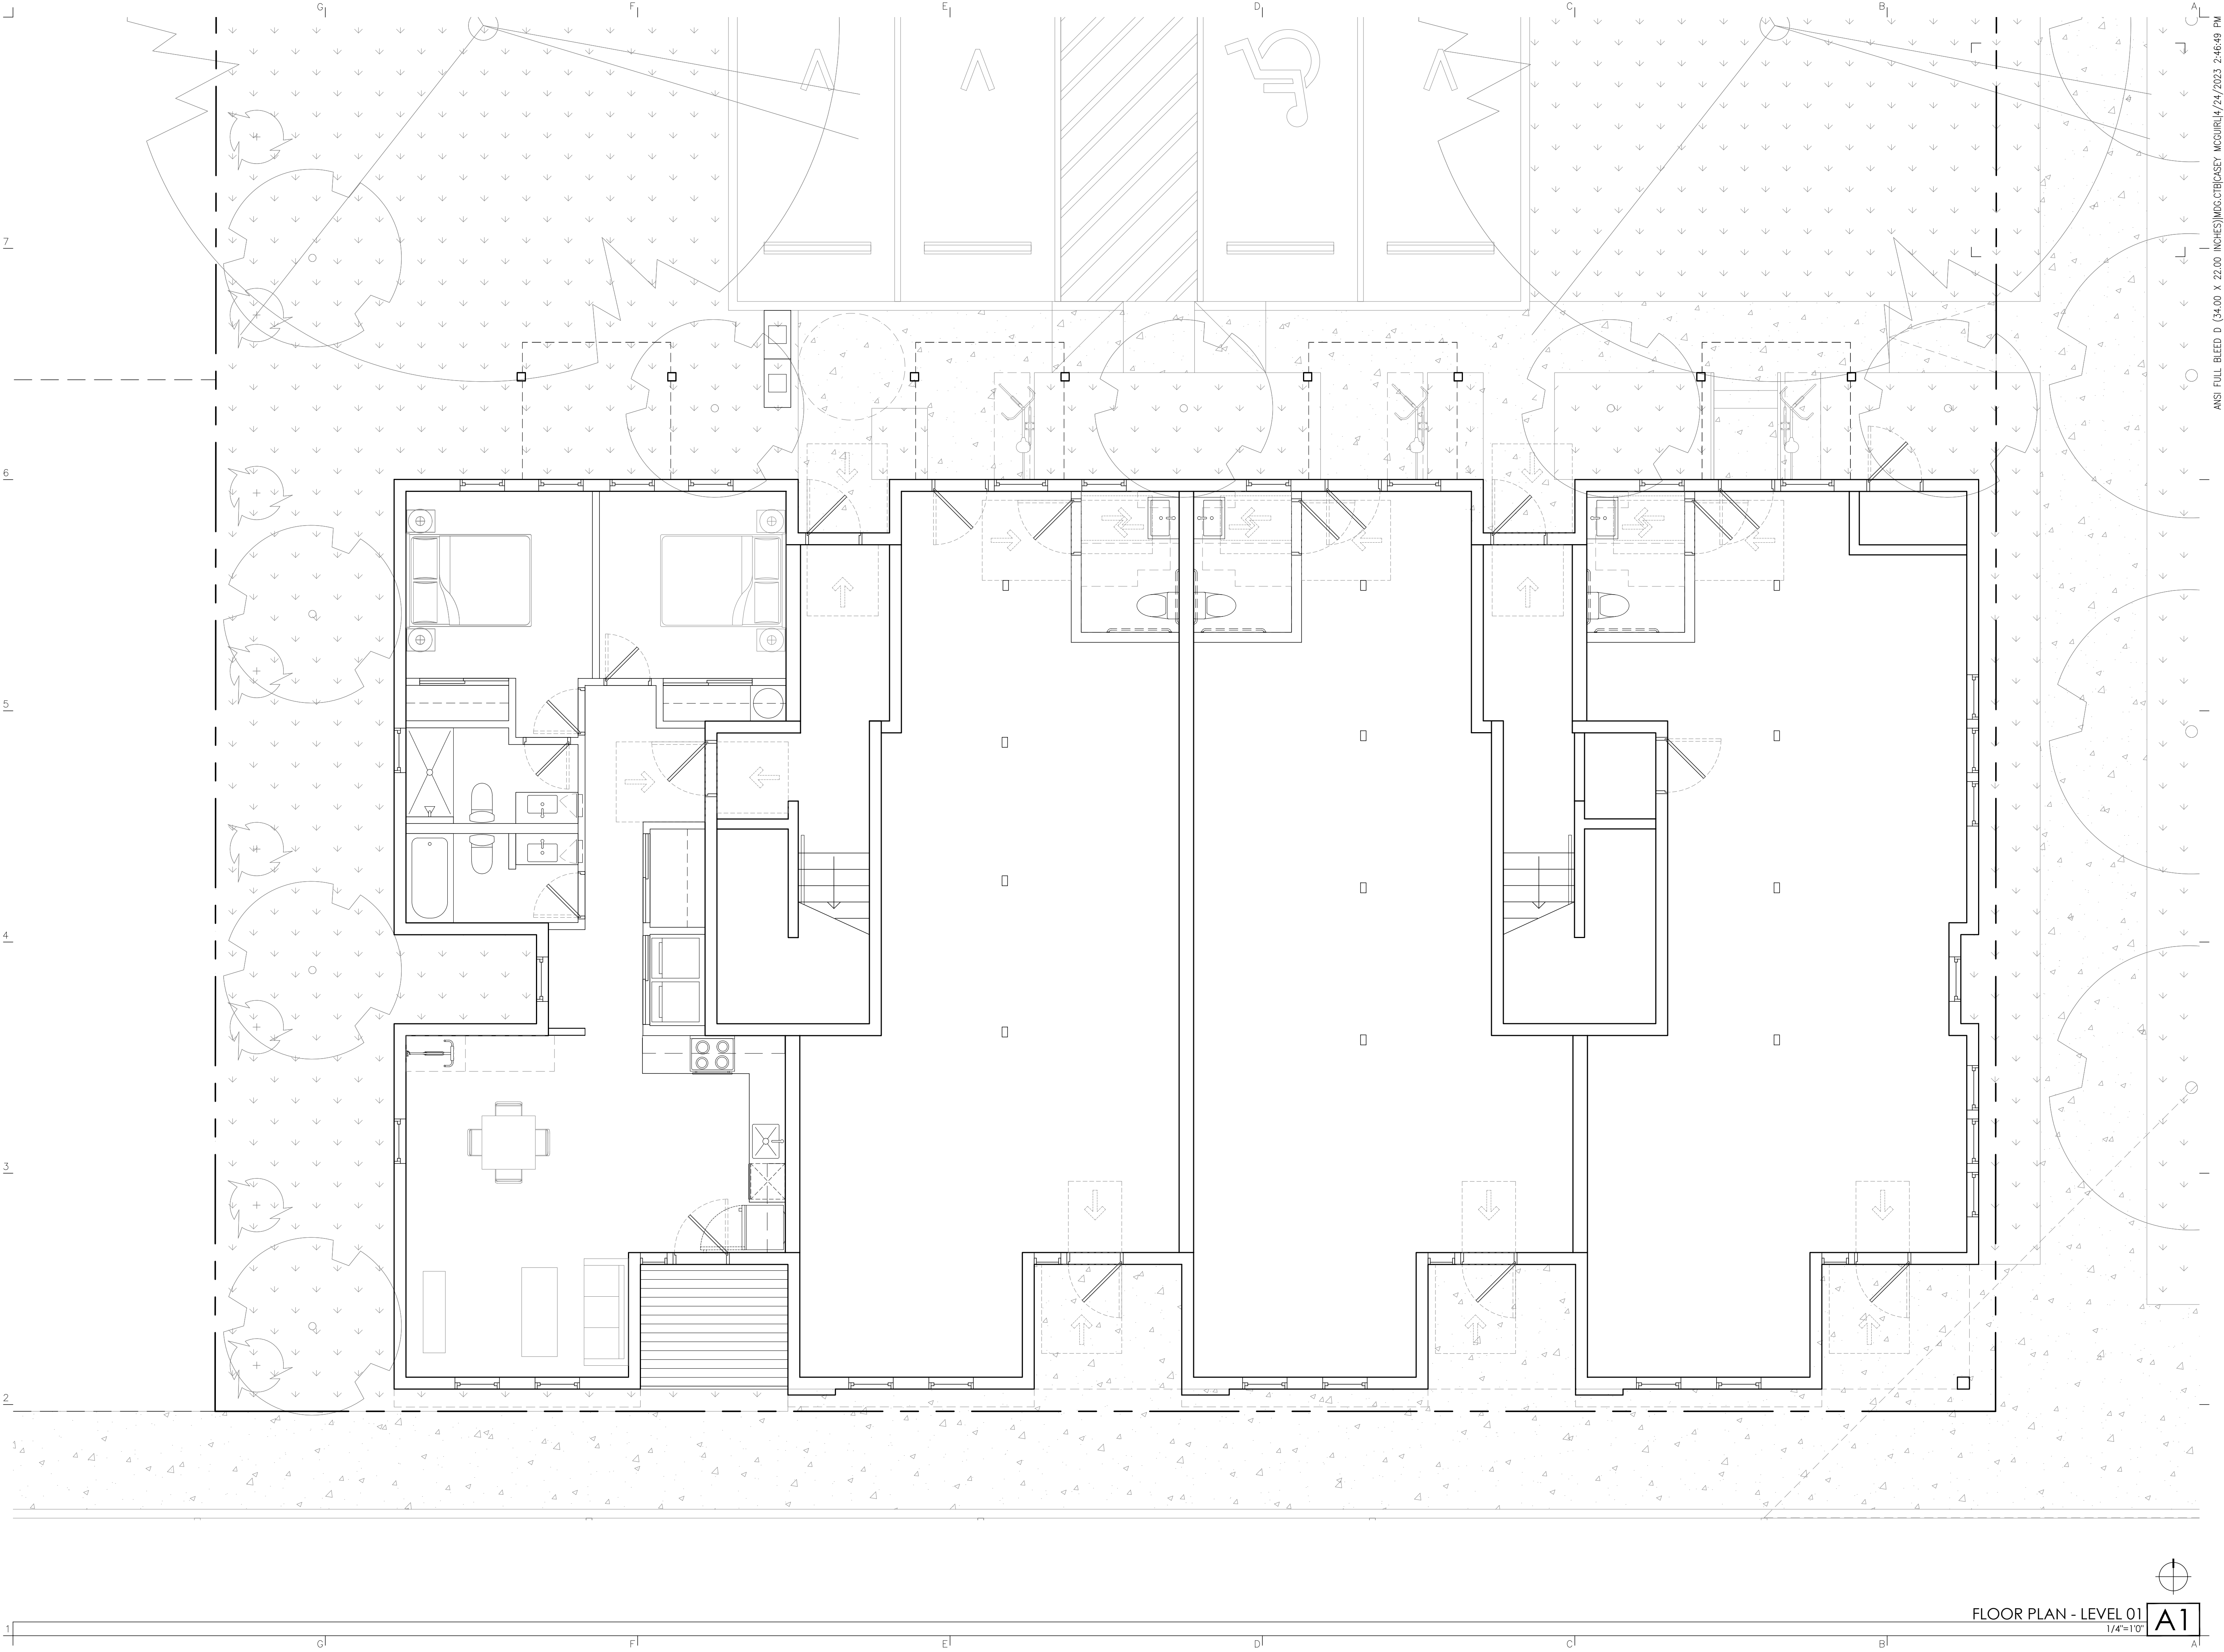 G F E D C B A
ANSI FULL BLEED D (34.00 X 22.00 INCHES)|MDG.CTB|CASEY MCGUIRL|4/24/2023 2:46:49 PM
7
6
5
4
3
2
FLOOR PLAN - LEVEL 01
1/4"=1'0"
A1
1
G F E D C B A